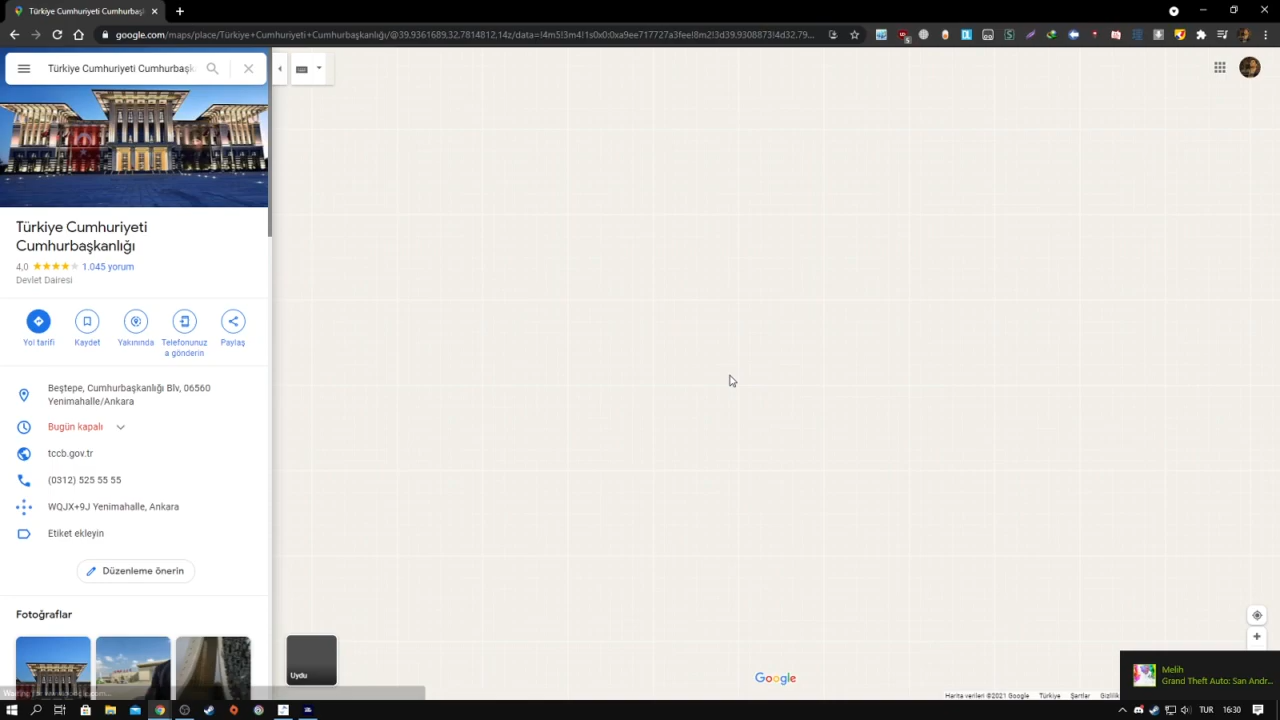 Türkiye Cumhuriyeti Cumhurbaşk
google.com/maps/place/Türkiye+Cumhuriyeti+Cumhurbaşkanlığı/@39.9361689,32.7814812,14z/data=!4m5!3m4!1s0x0:0xa9ee717727a3fee!8m2!3d39.9308873!4d32.79...
Türkiye Cumhuriyeti Cumhurbaşk
Türkiye Cumhuriyeti
Cumhurbaşkanlığı
4,0 1.045 yorum
Devlet Dairesi
Yol tarifi
Kaydet
Yakınında
Telefonunuz
a gönderin
Paylaş
Beştepe, Cumhurbaşkanlığı Blv, 06560
Yenimahalle/Ankara
Bugün kapalı
tccb.gov.tr
(0312) 525 55 55
WQJX+9J Yenimahalle, Ankara
Etiket ekleyin
Düzenleme önerin
Fotoğraflar
Uydu
Google
Harita verileri ©2021 Google Türkiye Şartlar Gizlilik
Melih
Grand Theft Auto: San Andr...
TUR 16:30